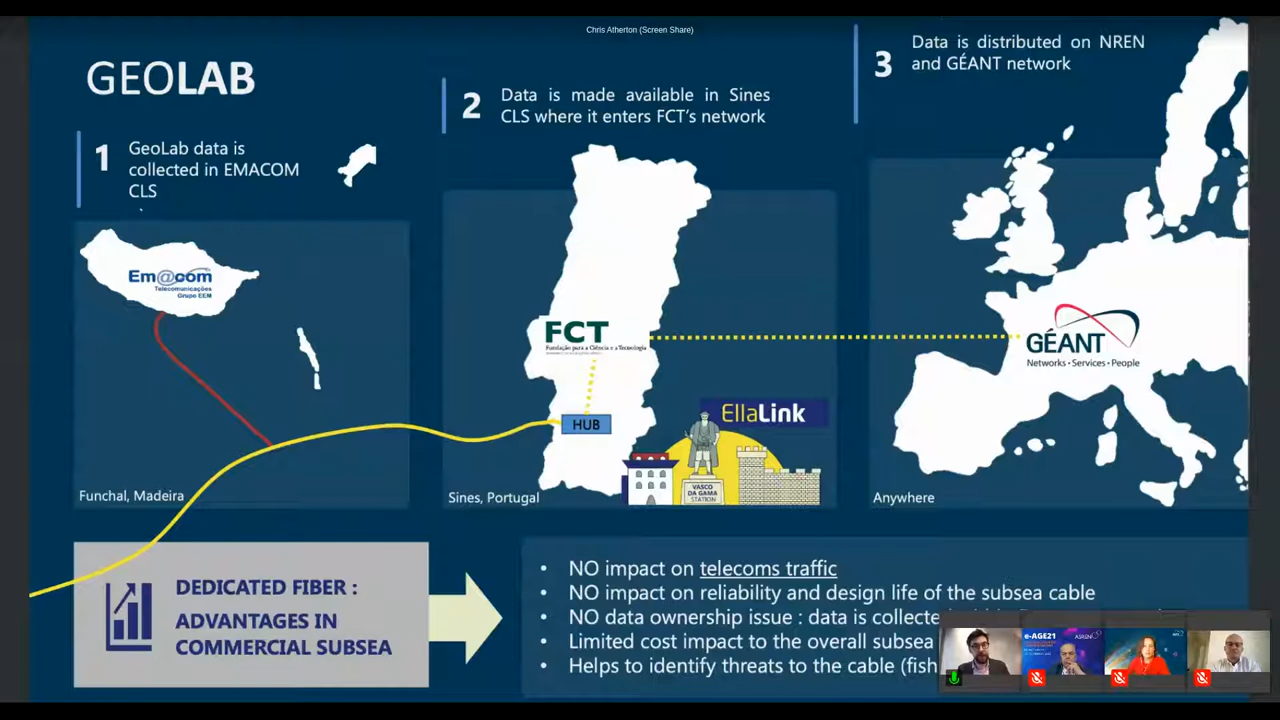 Chris Atherton (Screen Share)
GEOLAB
1
GeoLab data is
collected in EMACOM
CLS
2
Data is made available in Sines
CLS where it enters FCT's network
3
Data is distributed on NREN
and GÉANT network
Em@com
Telecomunicações
Grupo EEM
Funchal, Madeira
FCT
Fundação para a Ciência e a Tecnologia
HUB
EllaLink
VASCO
DA GAMA
STATION
Sines, Portugal
GÉANT
Networks • Services • People
Anywhere
DEDICATED FIBER :
ADVANTAGES IN
COMMERCIAL SUBSEA
• NO impact on telecoms traffic
• NO impact on reliability and design life of the subsea cable
• NO data ownership issue : data is collecte
• Limited cost impact to the overall subsea
• Helps to identify threats to the cable (fish
e-AGE21
ASREN